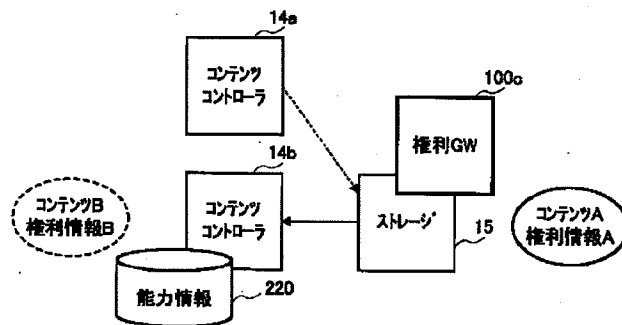 14a
コンテンツ
コントローラ
100c
権利GW
14b
コンテンツB
権利情報B
コンテンツ
コントローラ
ストレージ
15
コンテンツA
権利情報A
能力情報
220